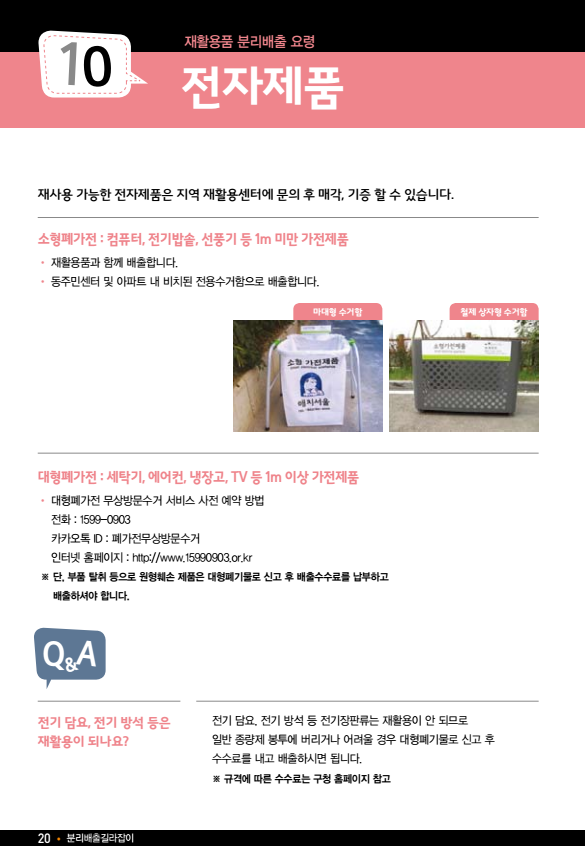 10
재활용품 분리배출 요령
전자제품
재사용 가능한 전자제품은 지역 재활용센터에 문의 후 매각, 기증 할 수 있습니다.
소형폐가전 : 컴퓨터, 전기밥솥, 선풍기 등 1m 미만 가전제품
• 재활용품과 함께 배출합니다.
• 동주민센터 및 아파트 내 비치된 전용수거함으로 배출합니다.
마대형 수거함
철제 상자형 수거함
소형 가전제품
소형가전제품
대형폐가전 : 세탁기, 에어컨, 냉장고, TV 등 1m 이상 가전제품
• 대형폐가전 무상방문수거 서비스 사전 예약 방법
전화 : 1599-0903
카카오톡 ID : 폐가전무상방문수거
인터넷 홈페이지 : http://www.15990903.or.kr
※ 단, 부품 탈취 등으로 원형훼손 제품은 대형폐기물로 신고 후 배출수수료를 납부하고
배출하셔야 합니다.
Q&A
전기 담요, 전기 방석 등은
재활용이 되나요?
전기 담요, 전기 방석 등 전기장판류는 재활용이 안 되므로
일반 종량제 봉투에 버리거나 어려울 경우 대형폐기물로 신고 후
수수료를 내고 배출하시면 됩니다.
※ 규격에 따른 수수료는 구청 홈페이지 참고
20 • 분리배출길라잡이